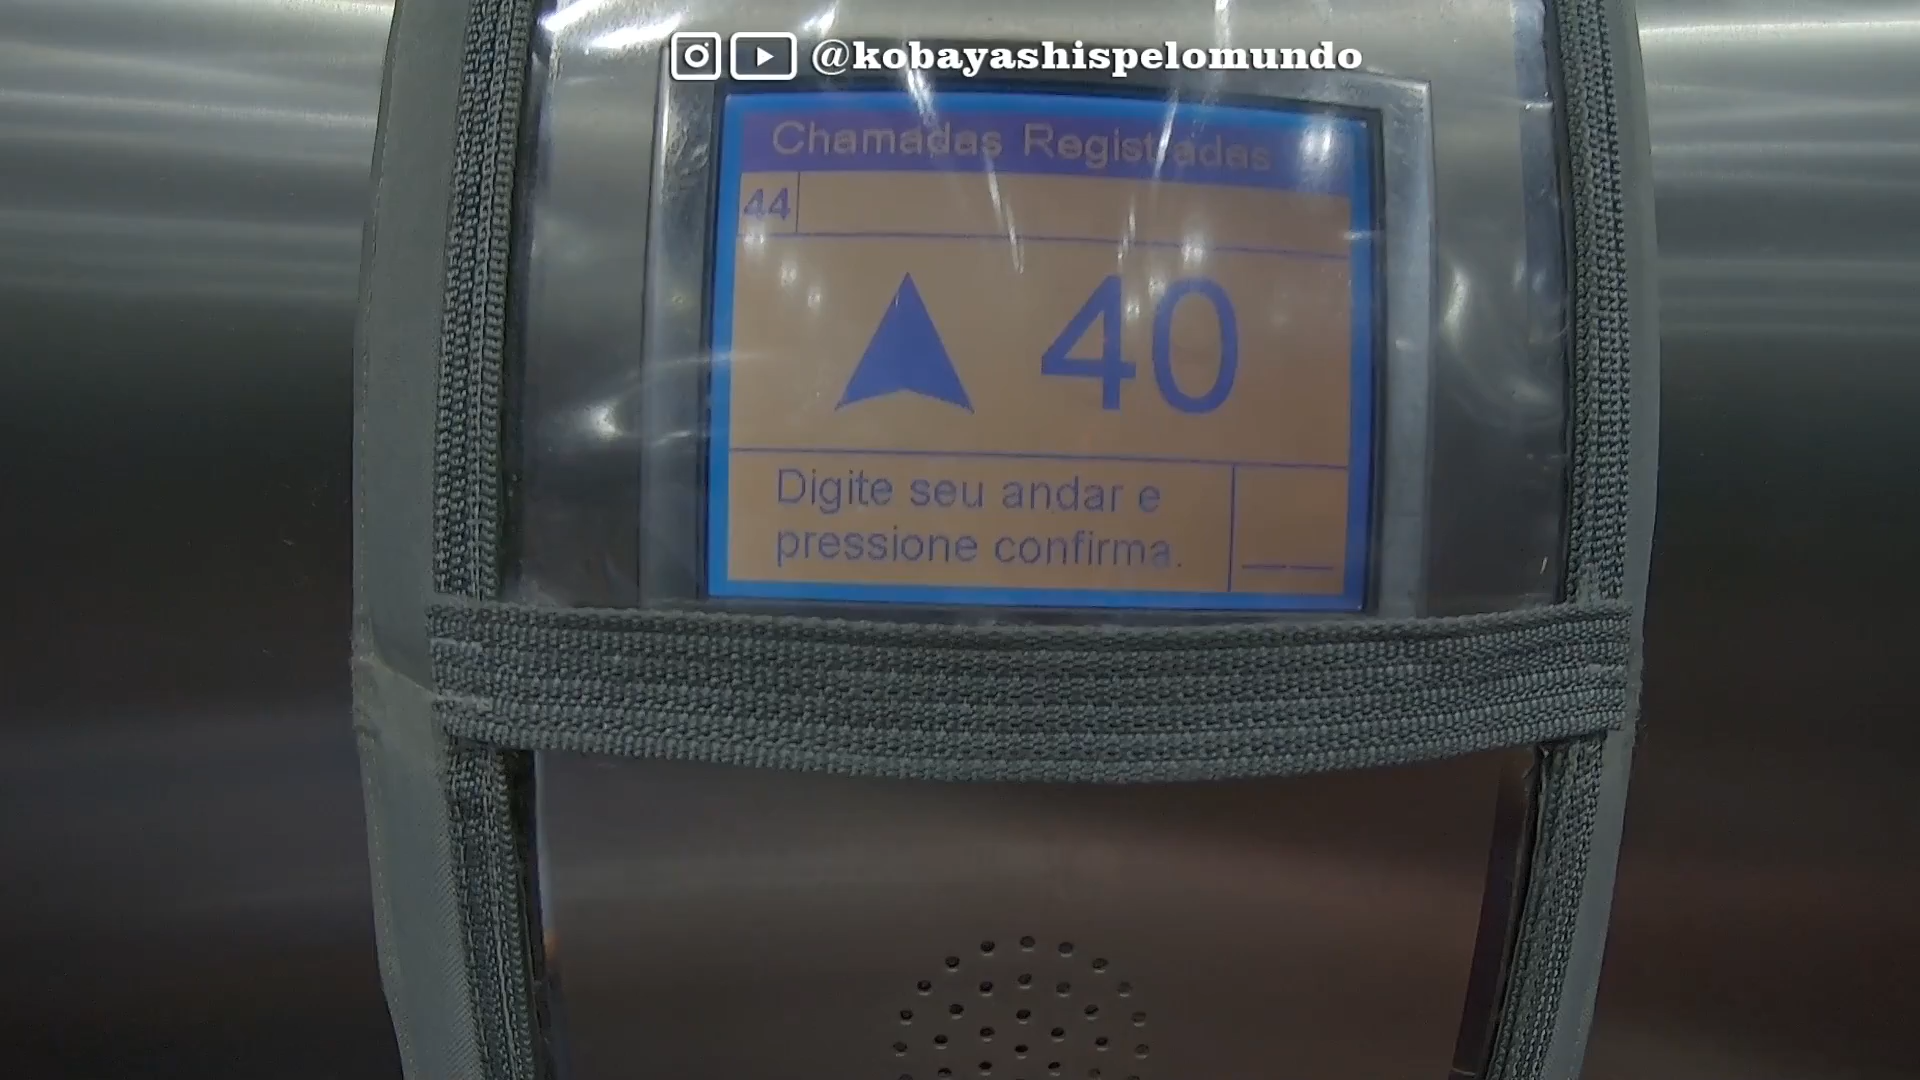 @kobayashispelomundo
Chamadas Registradas
44
40
Digite seu andar e
pressione confirma.